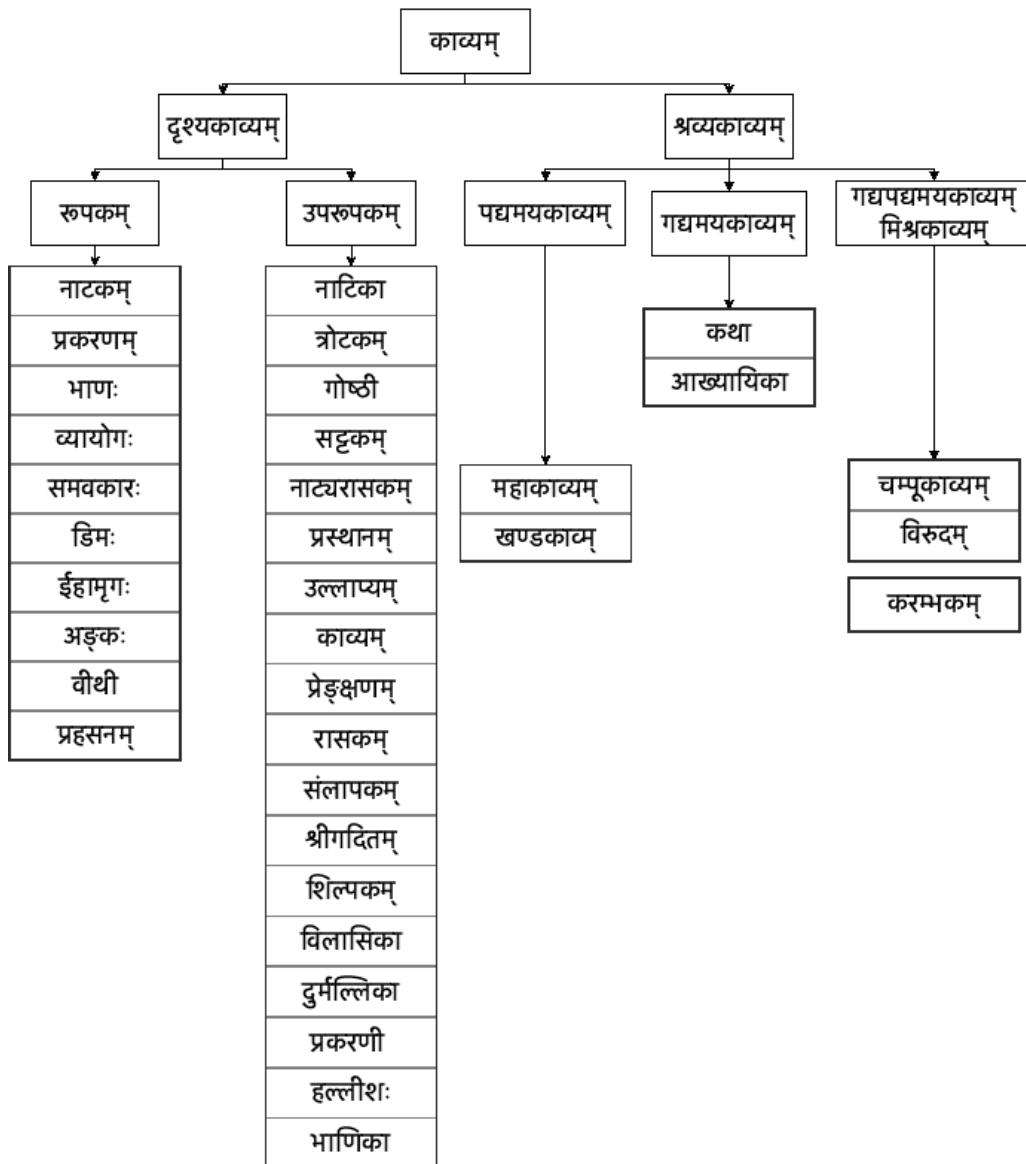 काव्यम्
दृश्यकाव्यम्
श्रव्यकाव्यम्
रूपकम्
उपरूपकम्
पद्यमयकाव्यम्
गद्यमयकाव्यम्
गद्यपद्यमयकाव्यम्
मिश्रकाव्यम्
नाटकम्
प्रकरणम्
भाणः
व्यायोगः
समवकारः
डिमः
ईहामृगः
अङ्कः
वीथी
प्रहसनम्
नाटिका
त्रोटकम्
गोष्ठी
सट्टकम्
नाट्यरासकम्
प्रस्थानम्
उल्लाप्यम्
काव्यम्
प्रेङ्क्षणम्
रासकम्
संलापकम्
श्रीगदितम्
शिल्पकम्
विलासिका
दुर्मल्लिका
प्रकरणी
हल्लीशः
भाणिका
महाकाव्यम्
खण्डकाव्म्
कथा
आख्यायिका
चम्पूकाव्यम्
विरुदम्
करम्भकम्